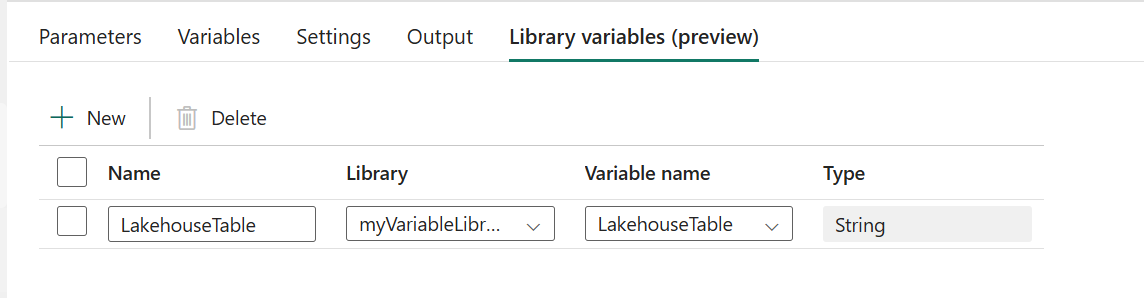 Parameters Variables Settings Output Library variables (preview)
New Delete
Name Library Variable name Type
LakehouseTable myVariableLibr... LakehouseTable String